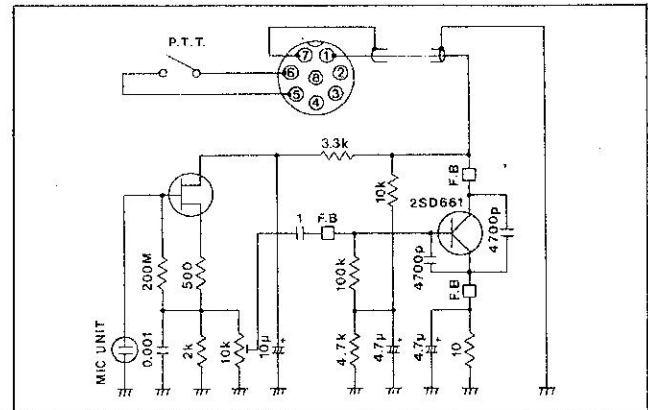 P.T.T.
7 1
6 8 2
5 4 3
3.3k
10k
F.B
2SD661
4700p
1 F.B
200M
500
100k
4700p
F.B
MIC UNIT
0.001
2k
10k
10μ +
4.7k
4.7μ +
4.7μ +
10